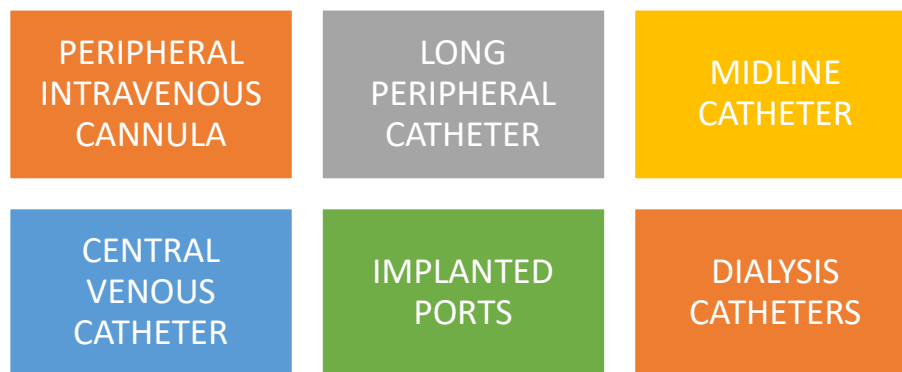 PERIPHERAL
INTRAVENOUS
CANNULA
LONG
PERIPHERAL
CATHETER
MIDLINE
CATHETER
CENTRAL
VENOUS
CATHETER
IMPLANTED
PORTS
DIALYSIS
CATHETERS